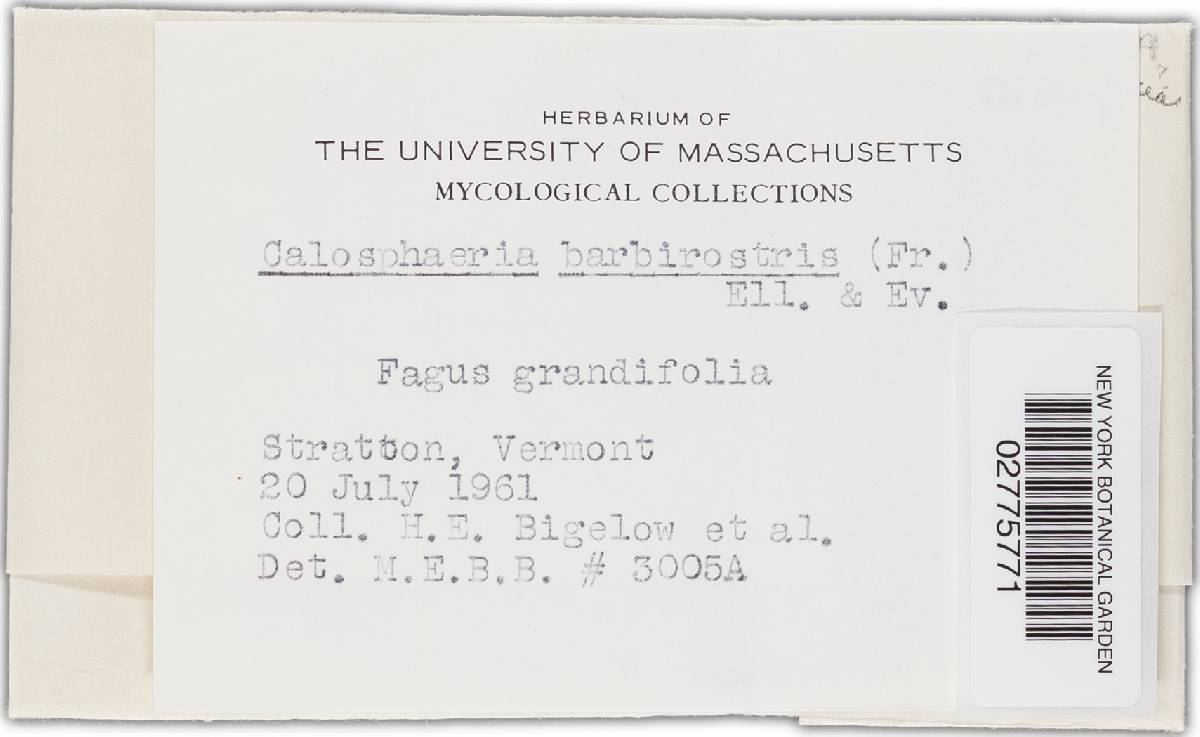 HERBARIUM OF
THE UNIVERSITY OF MASSACHUSETTS
MYCOLOGICAL COLLECTIONS
Calosphaeria barbirostris (Fr.)
Ell. & Ev.
Fagus grandifolia
Stratton, Vermont
20 July 1961
Coll. H.E. Bigelow et al.
Det. M.E.B.B. # 3005A
NEW YORK BOTANICAL GARDEN
02775771